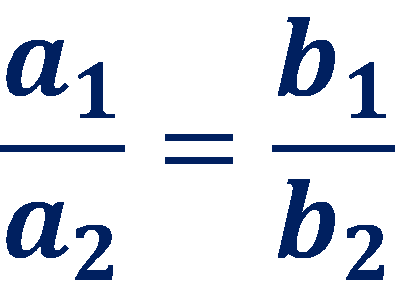 a₁/a₂ = b₁/b₂